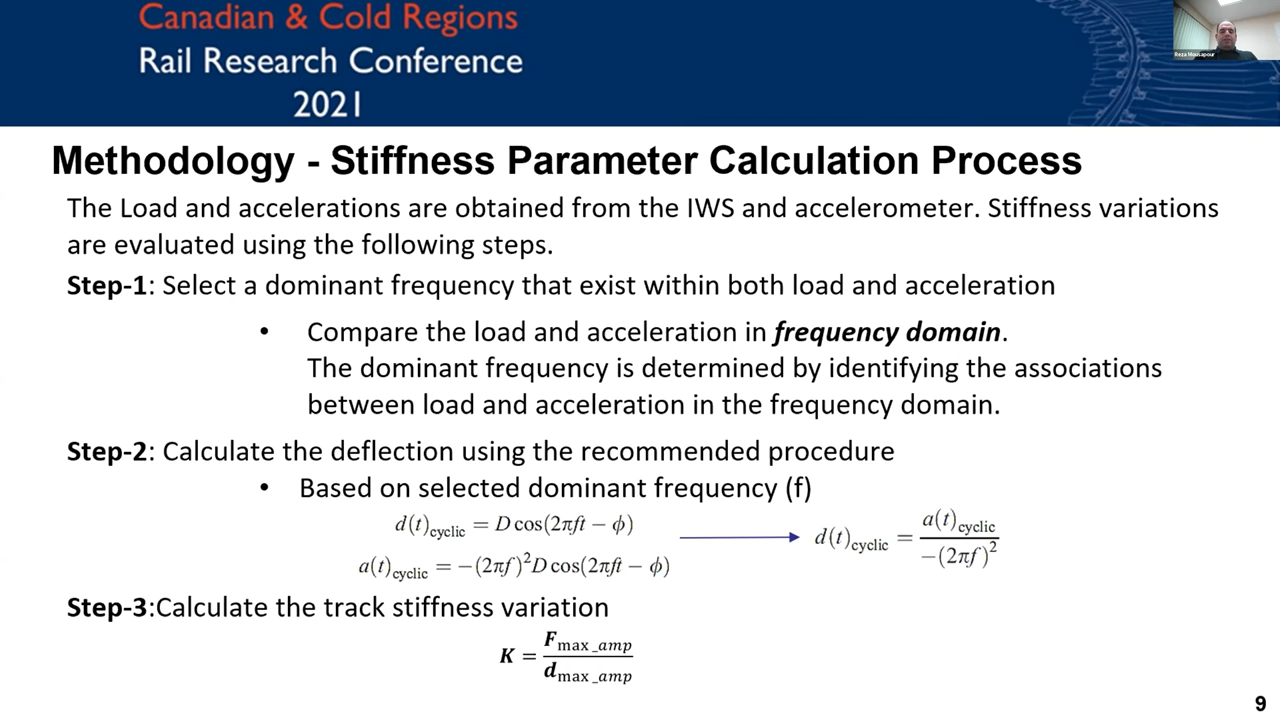 Canadian & Cold Regions
Rail Research Conference
2021
Reza Mousapour
Methodology - Stiffness Parameter Calculation Process
The Load and accelerations are obtained from the IWS and accelerometer. Stiffness variations
are evaluated using the following steps.
Step-1: Select a dominant frequency that exist within both load and acceleration
• Compare the load and acceleration in frequency domain.
The dominant frequency is determined by identifying the associations
between load and acceleration in the frequency domain.
Step-2: Calculate the deflection using the recommended procedure
• Based on selected dominant frequency (f)
d(t)cyclic = D cos(2πft − ϕ)
a(t)cyclic = −(2πf)²D cos(2πft − ϕ)
d(t)cyclic = a(t)cyclic / −(2πf)²
Step-3:Calculate the track stiffness variation
K = Fmax_amp / dmax_amp
9